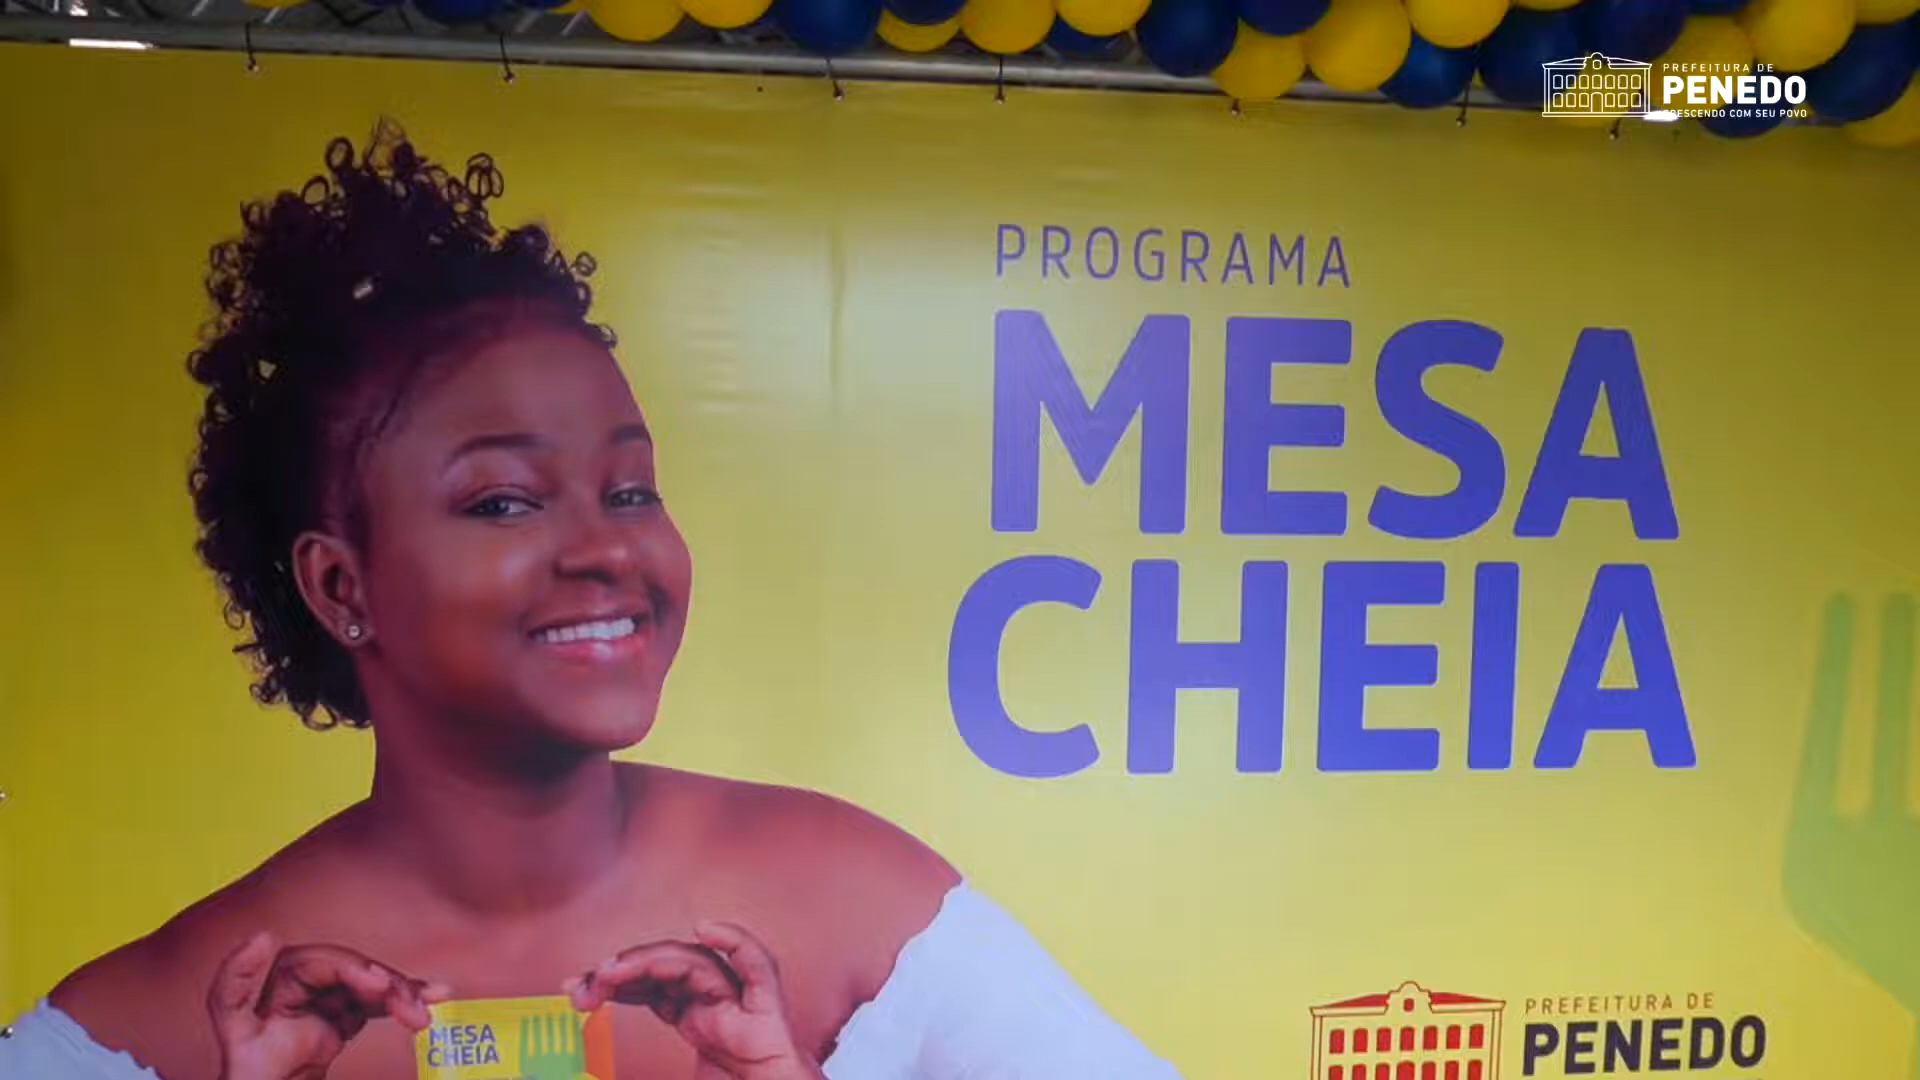 PREFEITURA DE
PENEDO
CRESCENDO COM SEU POVO
PROGRAMA
MESA
CHEIA
MESA
CHEIA
PREFEITURA DE
PENEDO